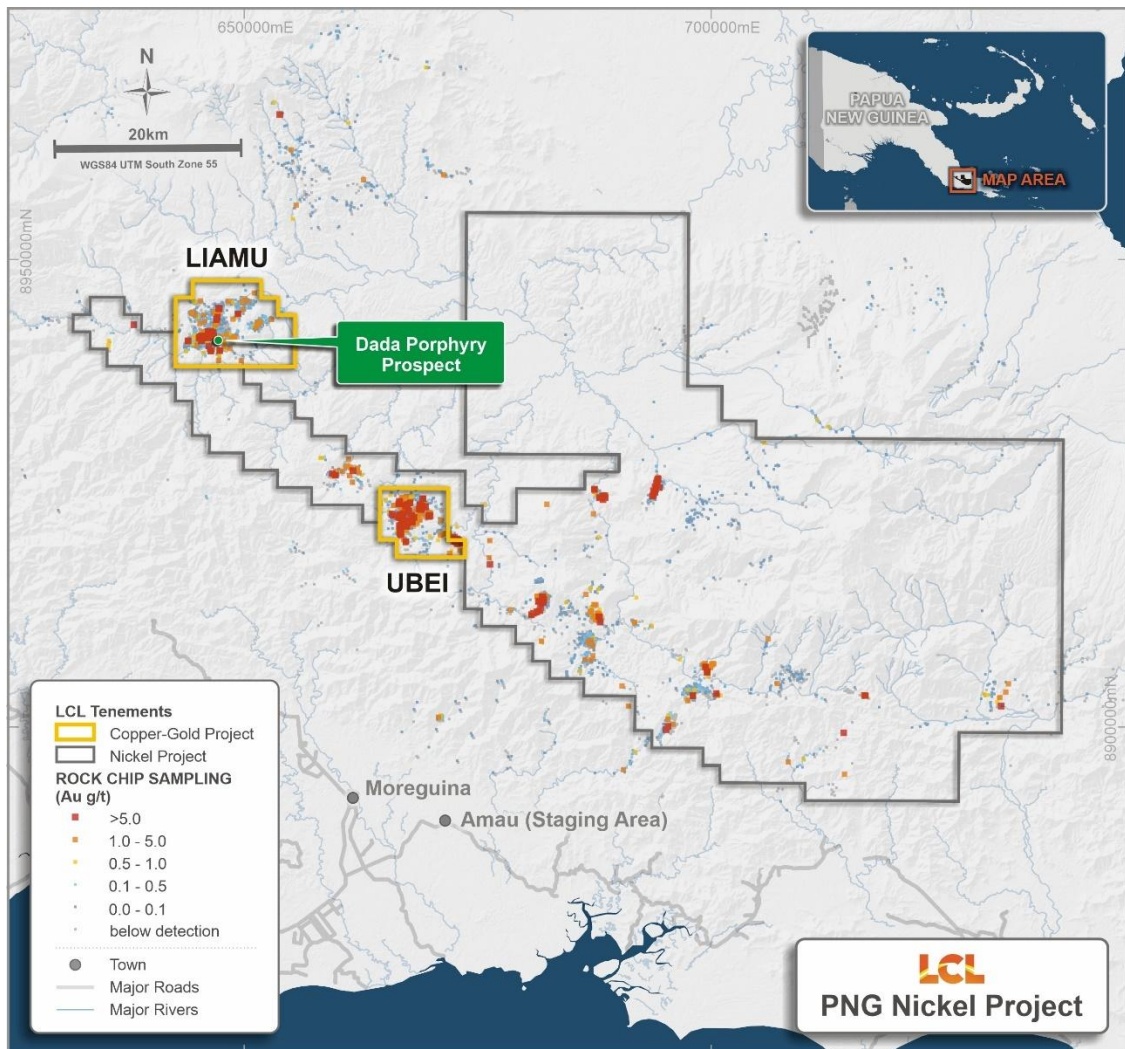 650000mE
700000mE
N
20km
WGS84 UTM South Zone 55
PAPUA
NEW GUINEA
MAP AREA
8950000mN
LIAMU
Dada Porphyry
Prospect
UBEI
8900000mN
Moreguina
Amau (Staging Area)
LCL Tenements
Copper-Gold Project
Nickel Project
ROCK CHIP SAMPLING
(Au g/t)
>5.0
1.0 - 5.0
0.5 - 1.0
0.1 - 0.5
0.0 - 0.1
below detection
Town
Major Roads
Major Rivers
LCL
PNG Nickel Project